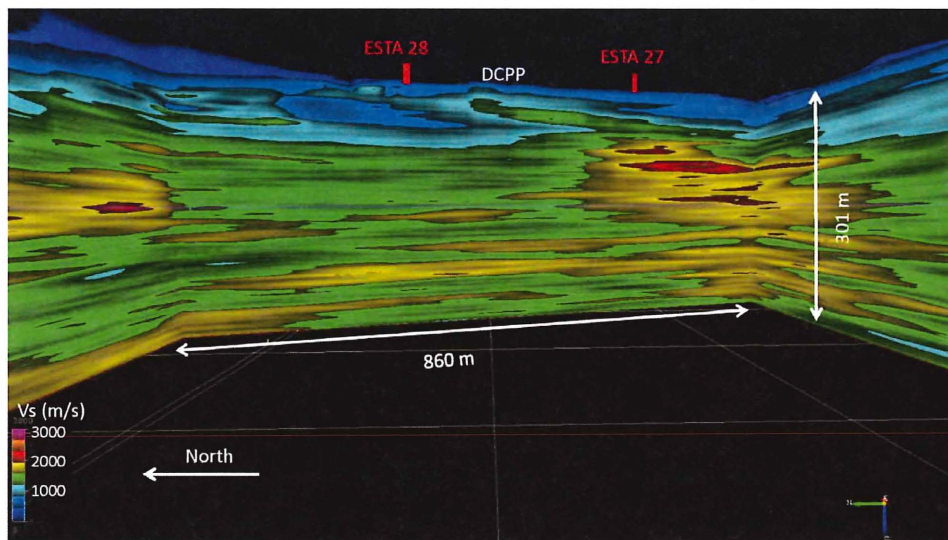 ESTA 28
DCPP
ESTA 27
301 m
860 m
Vs (m/s)
3000
2000
1000
North